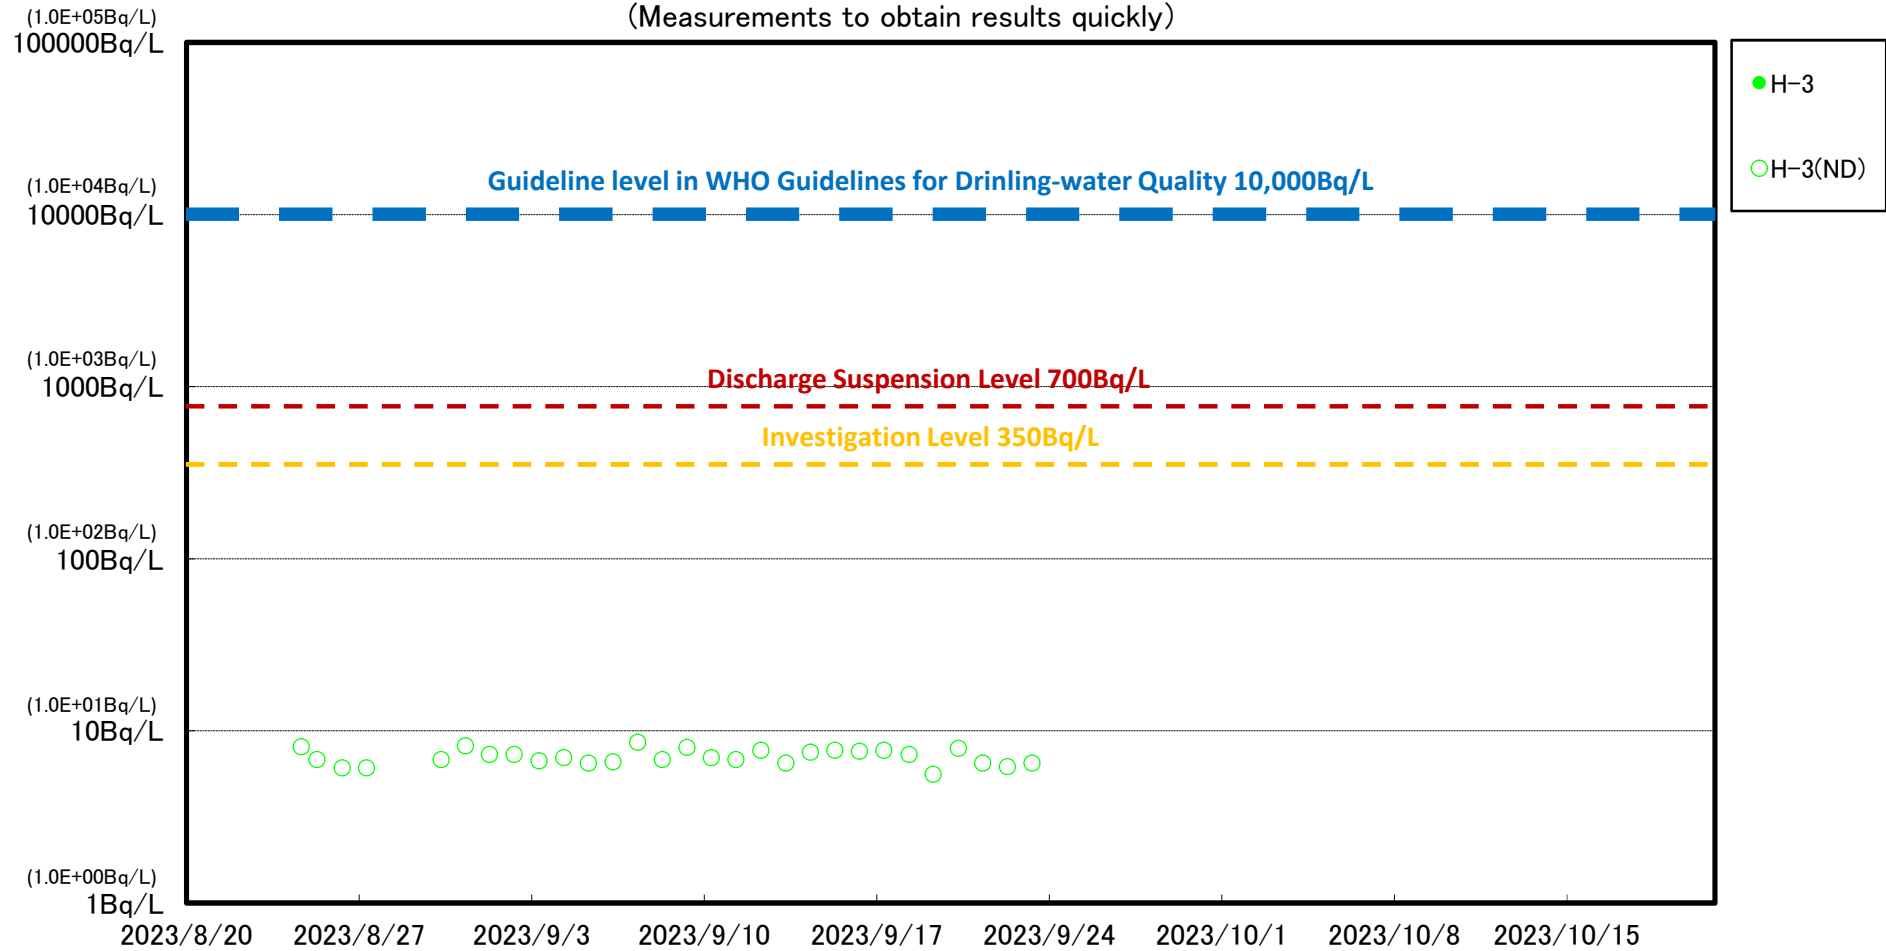 (Measurements to obtain results quickly)
(1.0E+05Bq/L)
100000Bq/L
H-3
H-3(ND)
Guideline level in WHO Guidelines for Drinling-water Quality 10,000Bq/L
(1.0E+04Bq/L)
10000Bq/L
(1.0E+03Bq/L)
1000Bq/L
Discharge Suspension Level 700Bq/L
Investigation Level 350Bq/L
(1.0E+02Bq/L)
100Bq/L
(1.0E+01Bq/L)
10Bq/L
(1.0E+00Bq/L)
1Bq/L
2023/8/20 2023/8/27 2023/9/3 2023/9/10 2023/9/17 2023/9/24 2023/10/1 2023/10/8 2023/10/15